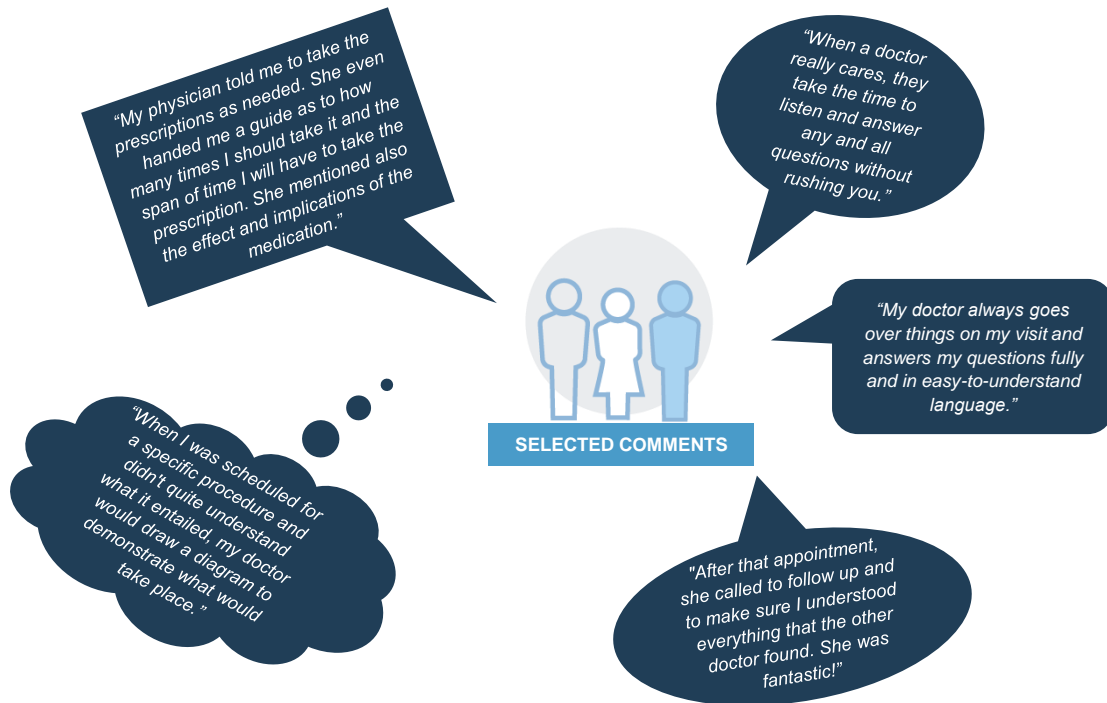 “My physician told me to take the
prescriptions as needed. She even
handed me a guide as to how
many times I should take it and the
span of time I will have to take the
prescription. She mentioned also
the effect and implications of the
medication.”
“When a doctor
really cares, they
take the time to
listen and answer
any and all
questions without
rushing you.”
“My doctor always goes
over things on my visit and
answers my questions fully
and in easy-to-understand
language.”
SELECTED COMMENTS
“When I was scheduled for
a specific procedure and
didn't quite understand
what it entailed, my doctor
would draw a diagram to
demonstrate what would
take place.”
"After that appointment,
she called to follow up and
to make sure I understood
everything that the other
doctor found. She was
fantastic!”